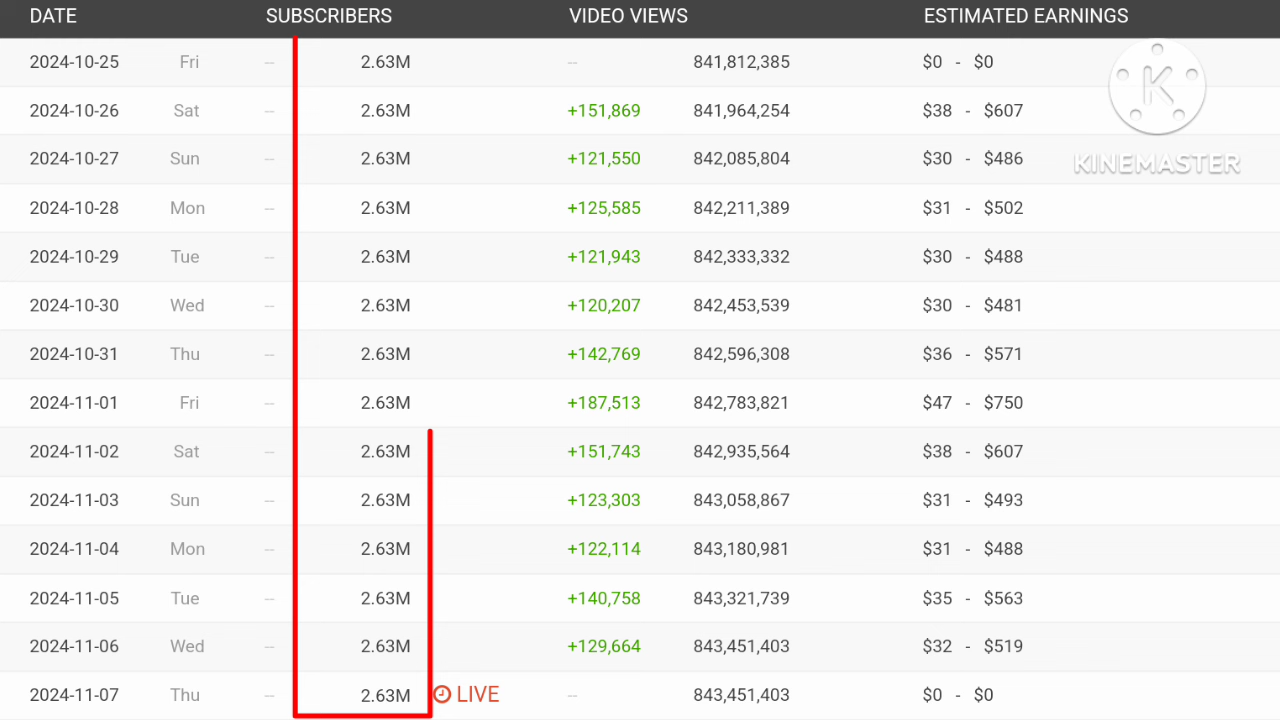 DATE SUBSCRIBERS VIDEO VIEWS ESTIMATED EARNINGS
2024-10-25 Fri -- 2.63M -- 841,812,385 $0 - $0
2024-10-26 Sat -- 2.63M +151,869 841,964,254 $38 - $607
2024-10-27 Sun -- 2.63M +121,550 842,085,804 $30 - $486
2024-10-28 Mon -- 2.63M +125,585 842,211,389 $31 - $502
2024-10-29 Tue -- 2.63M +121,943 842,333,332 $30 - $488
2024-10-30 Wed -- 2.63M +120,207 842,453,539 $30 - $481
2024-10-31 Thu -- 2.63M +142,769 842,596,308 $36 - $571
2024-11-01 Fri -- 2.63M +187,513 842,783,821 $47 - $750
2024-11-02 Sat -- 2.63M +151,743 842,935,564 $38 - $607
2024-11-03 Sun -- 2.63M +123,303 843,058,867 $31 - $493
2024-11-04 Mon -- 2.63M +122,114 843,180,981 $31 - $488
2024-11-05 Tue -- 2.63M +140,758 843,321,739 $35 - $563
2024-11-06 Wed -- 2.63M +129,664 843,451,403 $32 - $519
2024-11-07 Thu -- 2.63M LIVE -- 843,451,403 $0 - $0
K
KINEMASTER